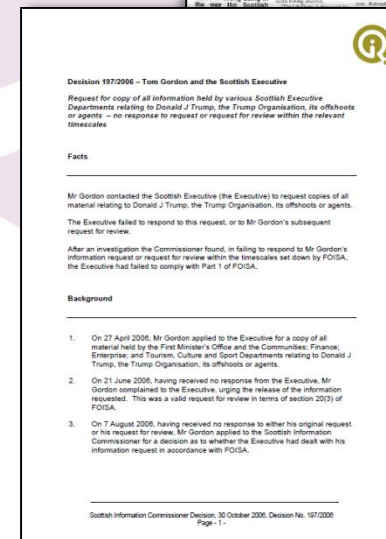 the way the Scottish
Decision 197/2006 – Tom Gordon and the Scottish Executive
Request for copy of all information held by various Scottish Executive
Departments relating to Donald J Trump, the Trump Organisation, its offshoots
or agents – no response to request or request for review within the relevant
timescales
Facts
Mr Gordon contacted the Scottish Executive (the Executive) to request copies of all
material relating to Donald J Trump, the Trump Organisation, its offshoots or agents.
The Executive failed to respond to this request, or to Mr Gordon's subsequent
request for review.
After an investigation the Commissioner found, in failing to respond to Mr Gordon's
information request or request for review within the timescales set down by FOISA,
the Executive had failed to comply with Part 1 of FOISA.
Background
1. On 27 April 2006, Mr Gordon applied to the Executive for a copy of all
material held by the First Minister's Office and the Communities; Finance;
Enterprise; and Tourism, Culture and Sport Departments relating to Donald J
Trump, the Trump Organisation, its offshoots or agents.
2. On 21 June 2006, having received no response from the Executive, Mr
Gordon complained to the Executive, urging the release of the information
requested. This was a valid request for review in terms of section 20(3) of
FOISA.
3. On 7 August 2006, having received no response to either his original request
or his request for review, Mr Gordon applied to the Scottish Information
Commissioner for a decision as to whether the Executive had dealt with his
information request in accordance with FOISA.
Scottish Information Commissioner Decision, 30 October 2006, Decision No. 197/2006
Page - 1 -